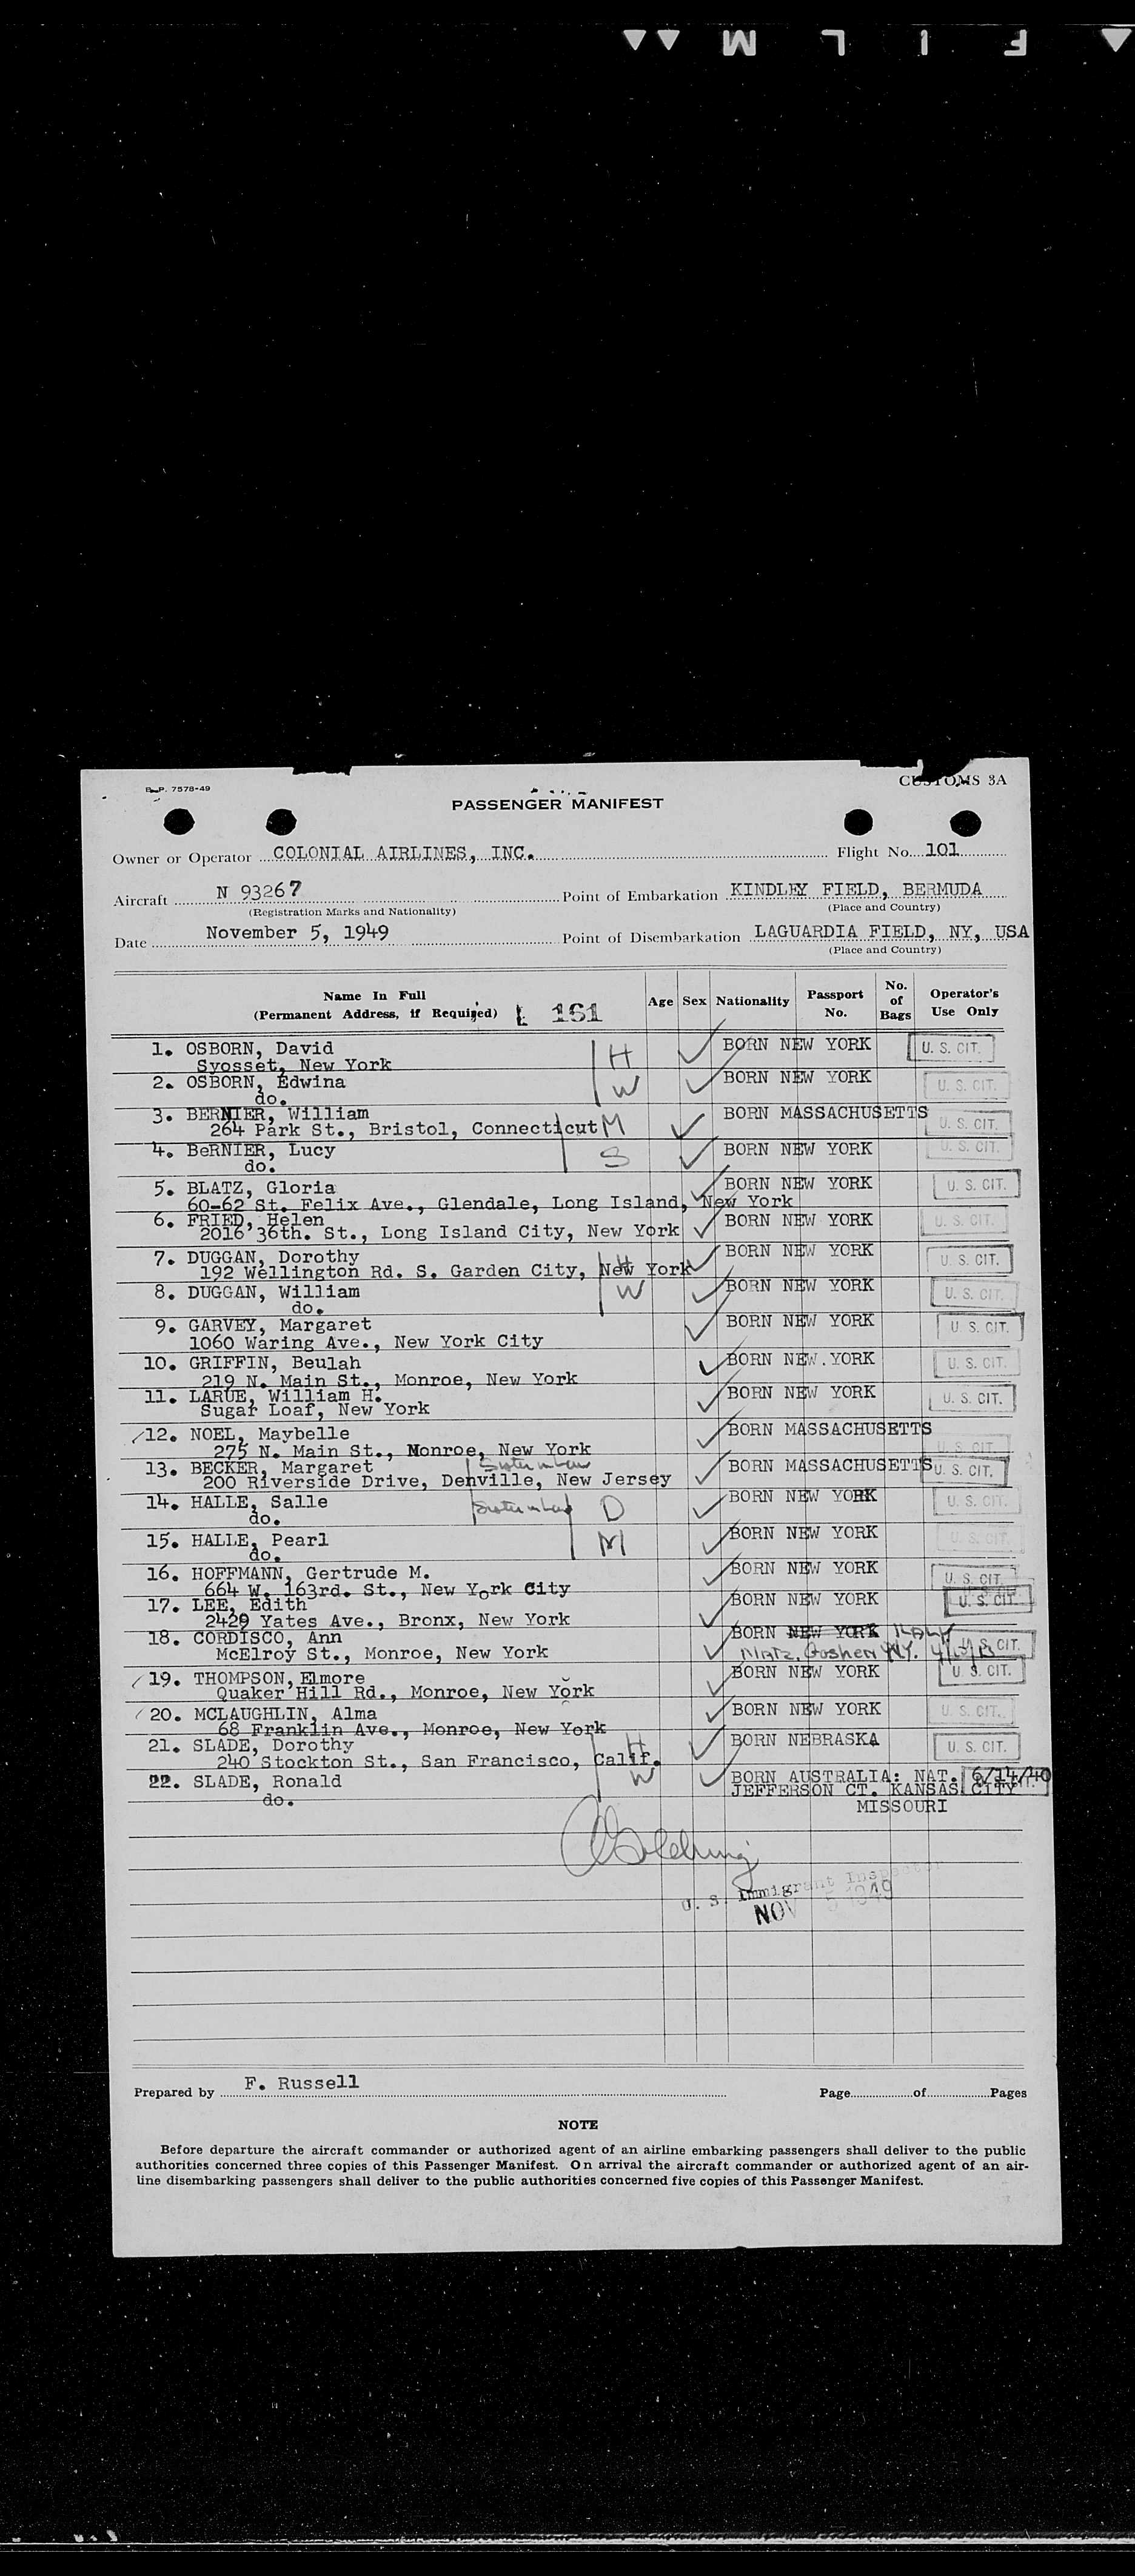 FILM
E.P. 7578-49
CUSTOMS 3A
PASSENGER MANIFEST
Owner or Operator COLONIAL AIRLINES, INC. Flight No. 101
Aircraft N 93267 Point of Embarkation KINDLEY FIELD, BERMUDA
(Registration Marks and Nationality) (Place and Country)
Date November 5, 1949 Point of Disembarkation LAGUARDIA FIELD, NY, USA
(Place and Country)
Name In Full (Permanent Address, if Required) 161 Age Sex Nationality Passport No. No. of Bags Operator's Use Only
1. OSBORN, David H BORN NEW YORK U. S. CIT.
Syosset, New York
2. OSBORN, Edwina W BORN NEW YORK U. S. CIT.
do.
3. BERNIER, William BORN MASSACHUSETTS
264 Park St., Bristol, Connecticut M U. S. CIT.
4. BeRNIER, Lucy S BORN NEW YORK U. S. CIT.
do.
5. BLATZ, Gloria BORN NEW YORK U. S. CIT.
60-62 St. Felix Ave., Glendale, Long Island, New York
6. FRIED, Helen BORN NEW YORK U. S. CIT.
2016 36th. St., Long Island City, New York
7. DUGGAN, Dorothy H BORN NEW YORK U. S. CIT.
192 Wellington Rd. S. Garden City, New York
8. DUGGAN, William W BORN NEW YORK U. S. CIT.
do.
9. GARVEY, Margaret BORN NEW YORK U. S. CIT.
1060 Waring Ave., New York City
10. GRIFFIN, Beulah BORN NEW.YORK U. S. CIT.
219 N. Main St., Monroe, New York
11. LARUE, William H. BORN NEW YORK U. S. CIT.
Sugar Loaf, New York
12. NOEL, Maybelle BORN MASSACHUSETTS
275 N. Main St., Monroe, New York U. S. CIT.
13. BECKER, Margaret Sister in Law BORN MASSACHUSETTS U. S. CIT.
200 Riverside Drive, Denville, New Jersey
14. HALLE, Salle Sister in Law D BORN NEW YORK U. S. CIT.
do.
15. HALLE, Pearl M BORN NEW YORK U. S. CIT.
do.
16. HOFFMANN, Gertrude M. BORN NEW YORK U. S. CIT.
664 W. 163rd. St., New York City
17. LEE, Edith BORN NEW YORK U. S. CIT.
2429 Yates Ave., Bronx, New York
18. CORDISCO, Ann BORN NEW YORK ITALY
McElroy St., Monroe, New York Natz. Goshen NY. U. S. CIT.
19. THOMPSON, Elmore BORN NEW YORK U. S. CIT.
Quaker Hill Rd., Monroe, New York
20. MCLAUGHLIN, Alma BORN NEW YORK U. S. CIT.
68 Franklin Ave., Monroe, New York
21. SLADE, Dorothy H BORN NEBRASKA U. S. CIT.
240 Stockton St., San Francisco, Calif.
22. SLADE, Ronald W BORN AUSTRALIA: NAT. 6/14/40
do. JEFFERSON CT. KANSAS CITY
MISSOURI
U. S. Immigrant Inspector
NOV 5 1949
Prepared by F. Russell Page of Pages
NOTE
Before departure the aircraft commander or authorized agent of an airline embarking passengers shall deliver to the public
authorities concerned three copies of this Passenger Manifest. On arrival the aircraft commander or authorized agent of an air-
line disembarking passengers shall deliver to the public authorities concerned five copies of this Passenger Manifest.